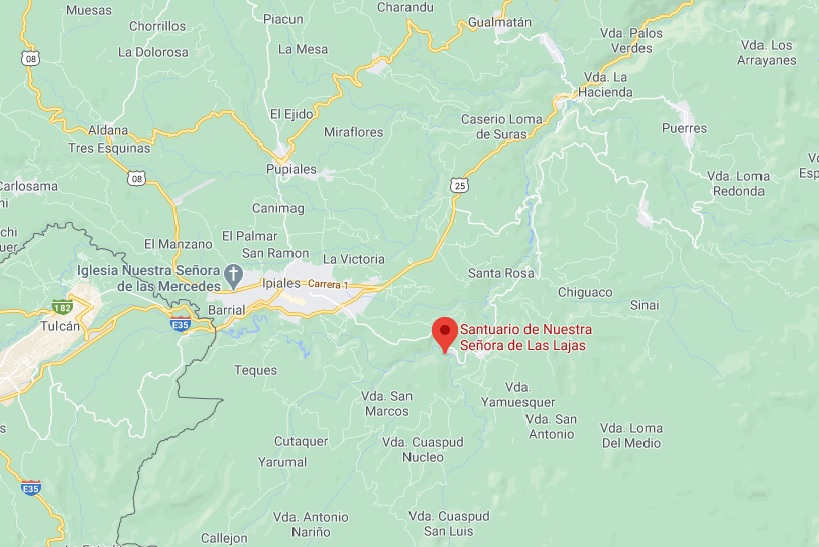 Muesas
Chorrillos
La Dolorosa
Piacun
La Mesa
Charandu
Gualmatán
Vda. Palos
Verdes
Vda. Los
Arrayanes
08
Vda. La
Hacienda
Caserio Loma
de Suras
Puerres
El Ejido
Miraflores
Aldana
Tres Esquinas
Pupiales
08
25
Vda. Loma
Redonda
Carlosama
Canimag
El Palmar
El Manzano
San Ramon
La Victoria
Iglesia Nuestra Señora
de las Mercedes
Ipiales
Carrera 1
Santa Rosa
Chiguaco
Sinai
182
Tulcán
E35
Barrial
Santuario de Nuestra
Señora de Las Lajas
Teques
Vda. San
Marcos
Vda.
Yamuesquer
Vda. San
Antonio
Vda. Loma
Del Medio
Cutaquer
Yarumal
Vda. Cuaspud
Nucleo
E35
Vda. Antonio
Nariño
Vda. Cuaspud
San Luis
Callejon